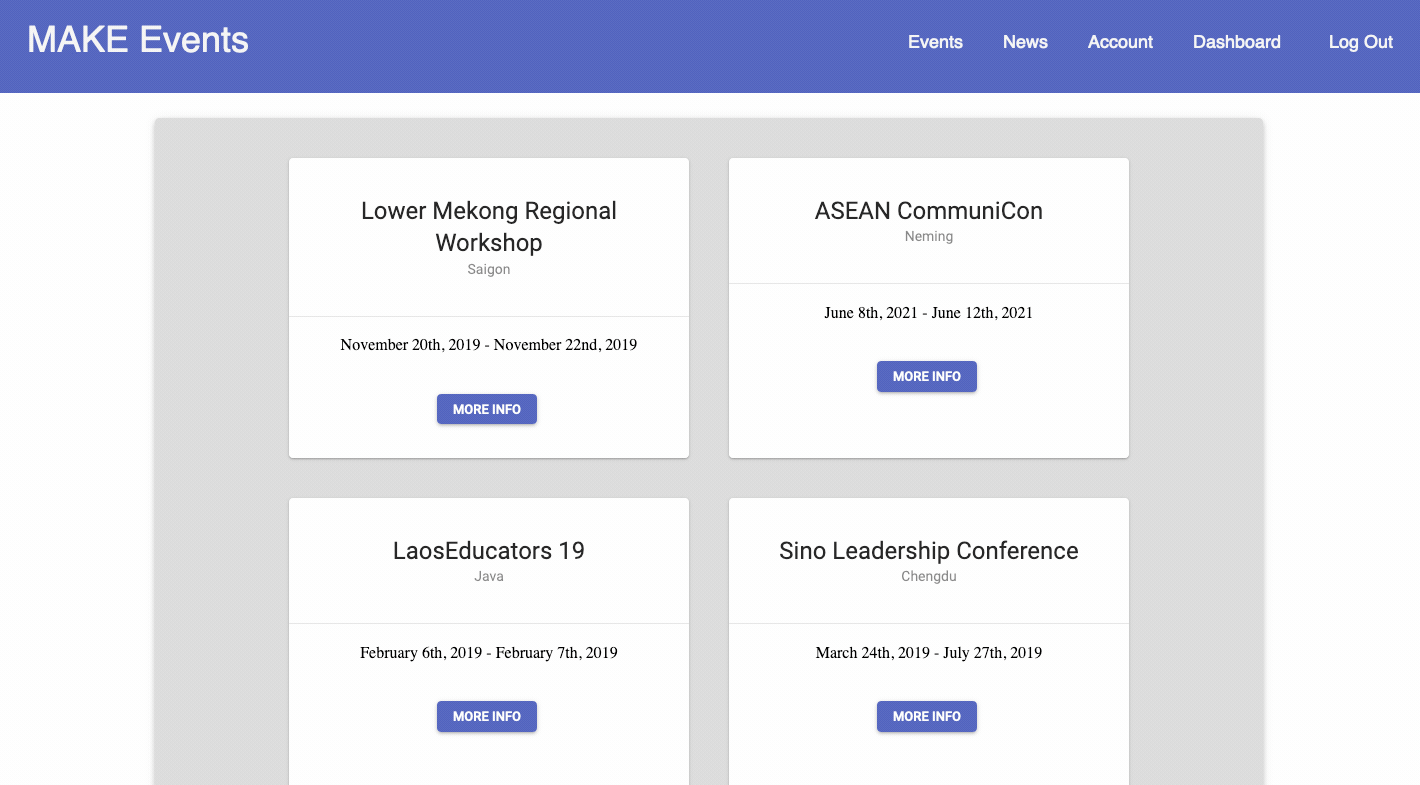 MAKE Events
Events
News
Account
Dashboard
Log Out
Lower Mekong Regional
Workshop
Saigon
November 20th, 2019 - November 22nd, 2019
MORE INFO
ASEAN CommuniCon
Neming
June 8th, 2021 - June 12th, 2021
MORE INFO
LaosEducators 19
Java
February 6th, 2019 - February 7th, 2019
MORE INFO
Sino Leadership Conference
Chengdu
March 24th, 2019 - July 27th, 2019
MORE INFO